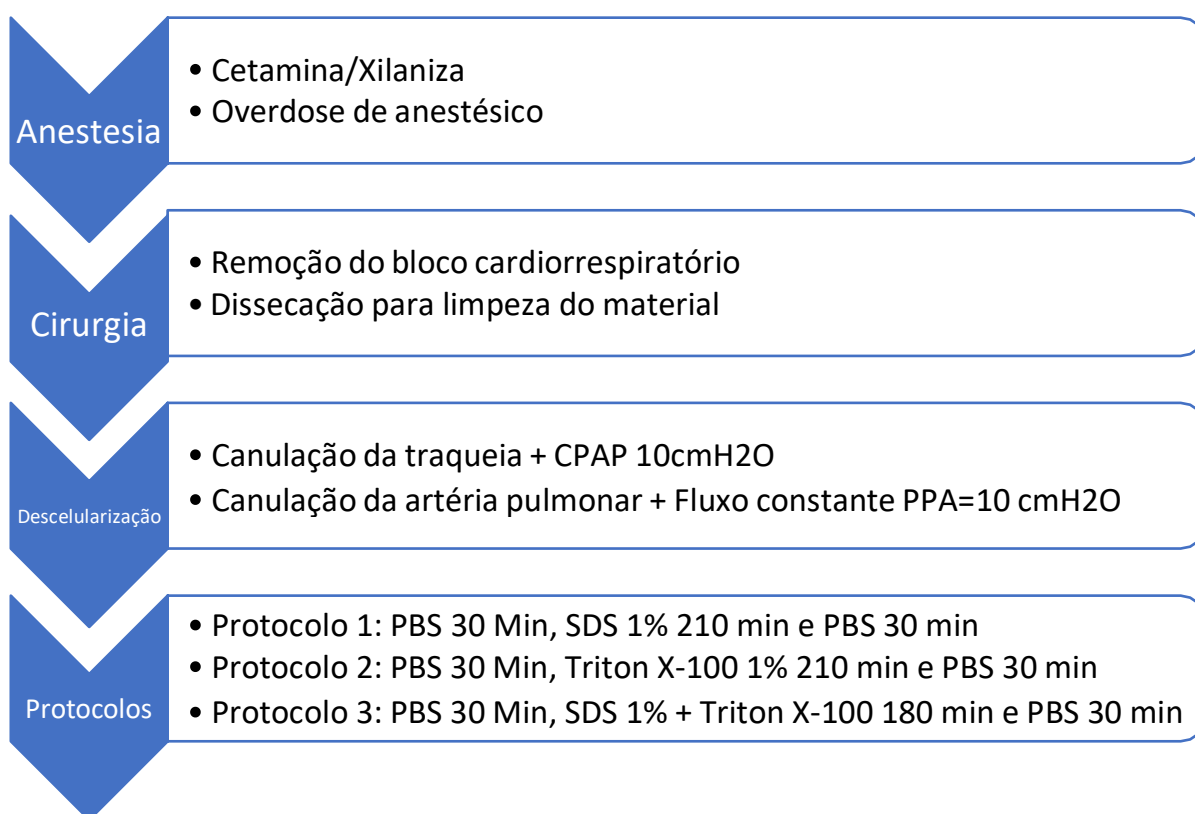 Anestesia
• Cetamina/Xilaniza
• Overdose de anestésico
Cirurgia
• Remoção do bloco cardiorrespiratório
• Dissecação para limpeza do material
Descelularização
• Canulação da traqueia + CPAP 10cmH2O
• Canulação da artéria pulmonar + Fluxo constante PPA=10 cmH2O
Protocolos
• Protocolo 1: PBS 30 Min, SDS 1% 210 min e PBS 30 min
• Protocolo 2: PBS 30 Min, Triton X-100 1% 210 min e PBS 30 min
• Protocolo 3: PBS 30 Min, SDS 1% + Triton X-100 180 min e PBS 30 min